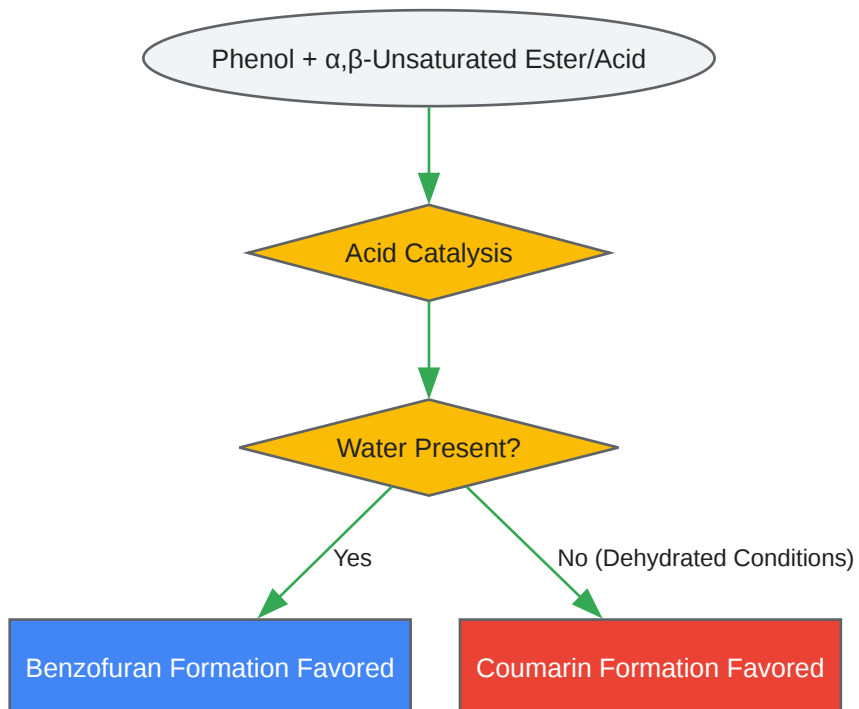 Phenol + α,β-Unsaturated Ester/Acid
Acid Catalysis
Water Present?
Yes
No (Dehydrated Conditions)
Benzofuran Formation Favored
Coumarin Formation Favored